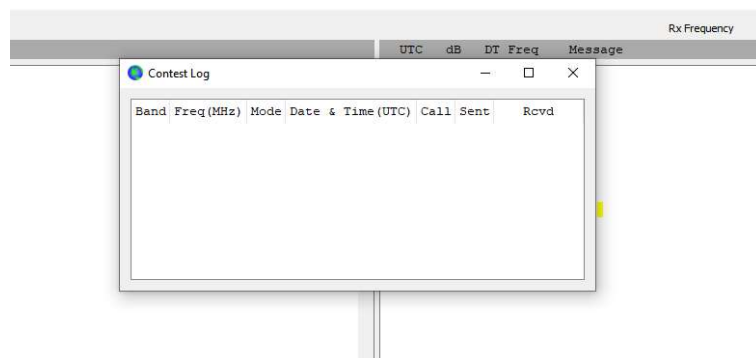 Rx Frequency
UTC dB DT Freq Message
Contest Log
Band Freq(MHz) Mode Date & Time(UTC) Call Sent Rcvd